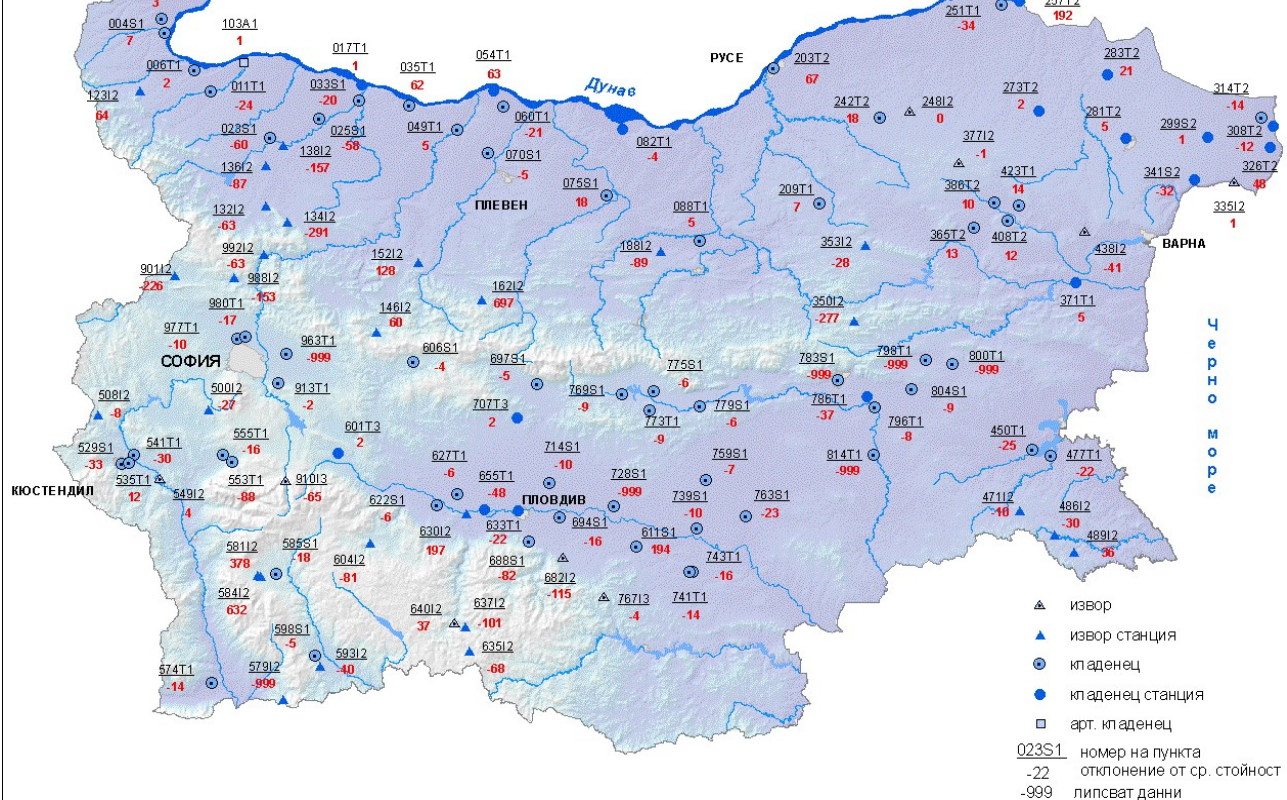 3
004S1
7
103A1
1
017T1
1
035T1
62
054T1
63
Дунав
РУСЕ
203T2
67
251T1
-34
192
283T2
21
006T1
2
011T1
-24
033S1
-20
123I2
64
060T1
-21
049T1
5
082T1
-4
242T2
18
248I2
0
273T2
2
281T2
5
299S2
1
314T2
-14
308T2
-12
023S1
-60
025S1
-58
138I2
-157
136I2
-87
070S1
-5
377I2
-1
423T1
14
386T2
10
341S2
-32
326T2
48
335I2
1
075S1
18
ПЛЕВЕН
088T1
5
209T1
7
132I2
-63
134I2
-291
992I2
-63
152I2
128
188I2
-89
353I2
-28
365T2
13
408T2
12
438I2
-41
ВАРНА
901I2
-226
988I2
-153
162I2
697
146I2
60
350I2
-277
371T1
5
980T1
-17
977T1
-10
СОФИЯ
963T1
-999
606S1
-4
697S1
-5
775S1
-6
783S1
-999
798T1
-999
800T1
-999
Черно море
508I2
-8
500I2
-27
913T1
-2
769S1
-9
707T3
2
773T1
-9
779S1
-6
786T1
-37
804S1
-9
796T1
-8
601T3
2
529S1
-33
541T1
-30
555T1
-16
627T1
-6
714S1
-10
759S1
-7
814T1
-999
450T1
-25
477T1
-22
КЮСТЕНДИЛ
535T1
12
549I2
4
553T1
-88
910I3
-65
655T1
-48
728S1
-999
ПЛОВДИВ
622S1
-6
739S1
-10
763S1
-23
471I2
-10
486I2
-30
630I2
197
633T1
-22
694S1
-16
611S1
194
489I2
36
581I2
378
585S1
18
604I2
-81
688S1
-82
682I2
-115
743T1
-16
584I2
632
767I3
-4
741T1
-14
640I2
37
637I2
-101
598S1
-5
593I2
-40
635I2
-68
574T1
-14
579I2
-999
извор
извор станция
кладенец
кладенец станция
арт. кладенец
023S1 номер на пункта
-22 отклонение от ср. стойност
-999 липсват данни